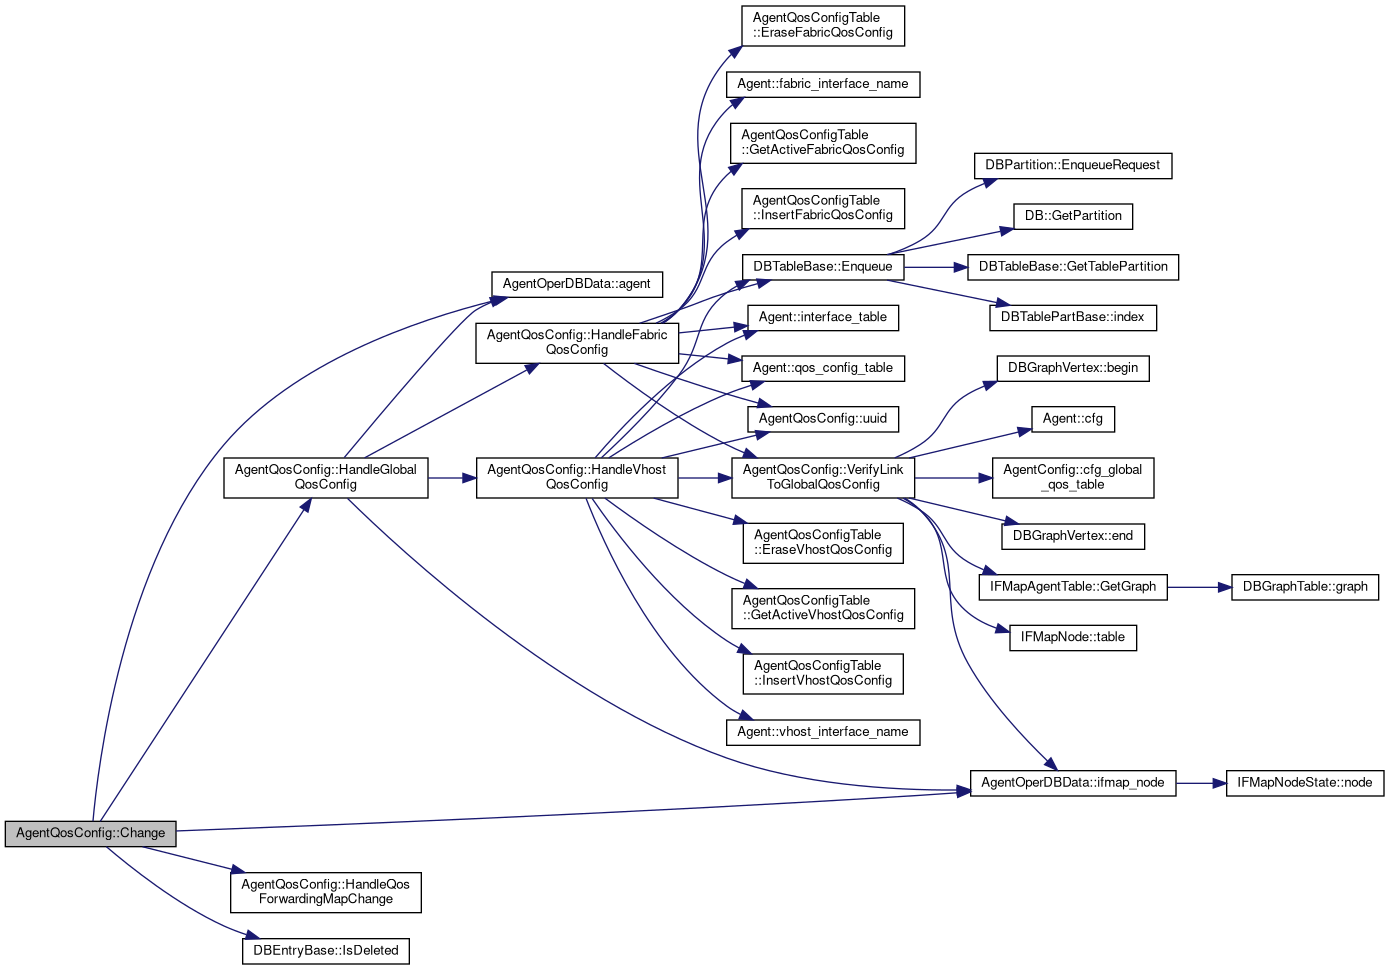 AgentQosConfigTable
::EraseFabricQosConfig
Agent::fabric_interface_name
AgentQosConfigTable
::GetActiveFabricQosConfig
DBPartition::EnqueueRequest
AgentQosConfigTable
::InsertFabricQosConfig
DB::GetPartition
DBTableBase::Enqueue
DBTableBase::GetTablePartition
AgentOperDBData::agent
Agent::interface_table
DBTablePartBase::index
AgentQosConfig::HandleFabric
QosConfig
Agent::qos_config_table
DBGraphVertex::begin
AgentQosConfig::uuid
Agent::cfg
AgentQosConfig::HandleGlobal
QosConfig
AgentQosConfig::HandleVhost
QosConfig
AgentQosConfig::VerifyLink
ToGlobalQosConfig
AgentConfig::cfg_global
_qos_table
AgentQosConfigTable
::EraseVhostQosConfig
DBGraphVertex::end
IFMapAgentTable::GetGraph
DBGraphTable::graph
AgentQosConfigTable
::GetActiveVhostQosConfig
IFMapNode::table
AgentQosConfigTable
::InsertVhostQosConfig
Agent::vhost_interface_name
AgentOperDBData::ifmap_node
IFMapNodeState::node
AgentQosConfig::Change
AgentQosConfig::HandleQos
ForwardingMapChange
DBEntryBase::IsDeleted